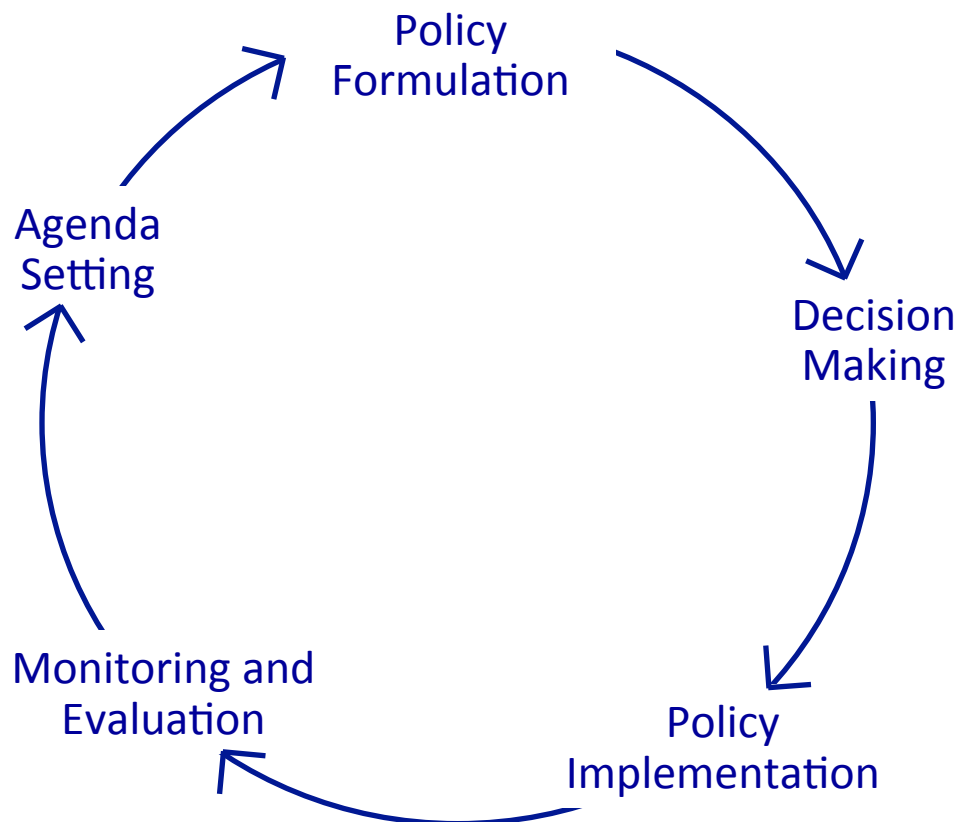 Policy
Formulation
Agenda
Setting
Decision
Making
Monitoring and
Evaluation
Policy
Implementation